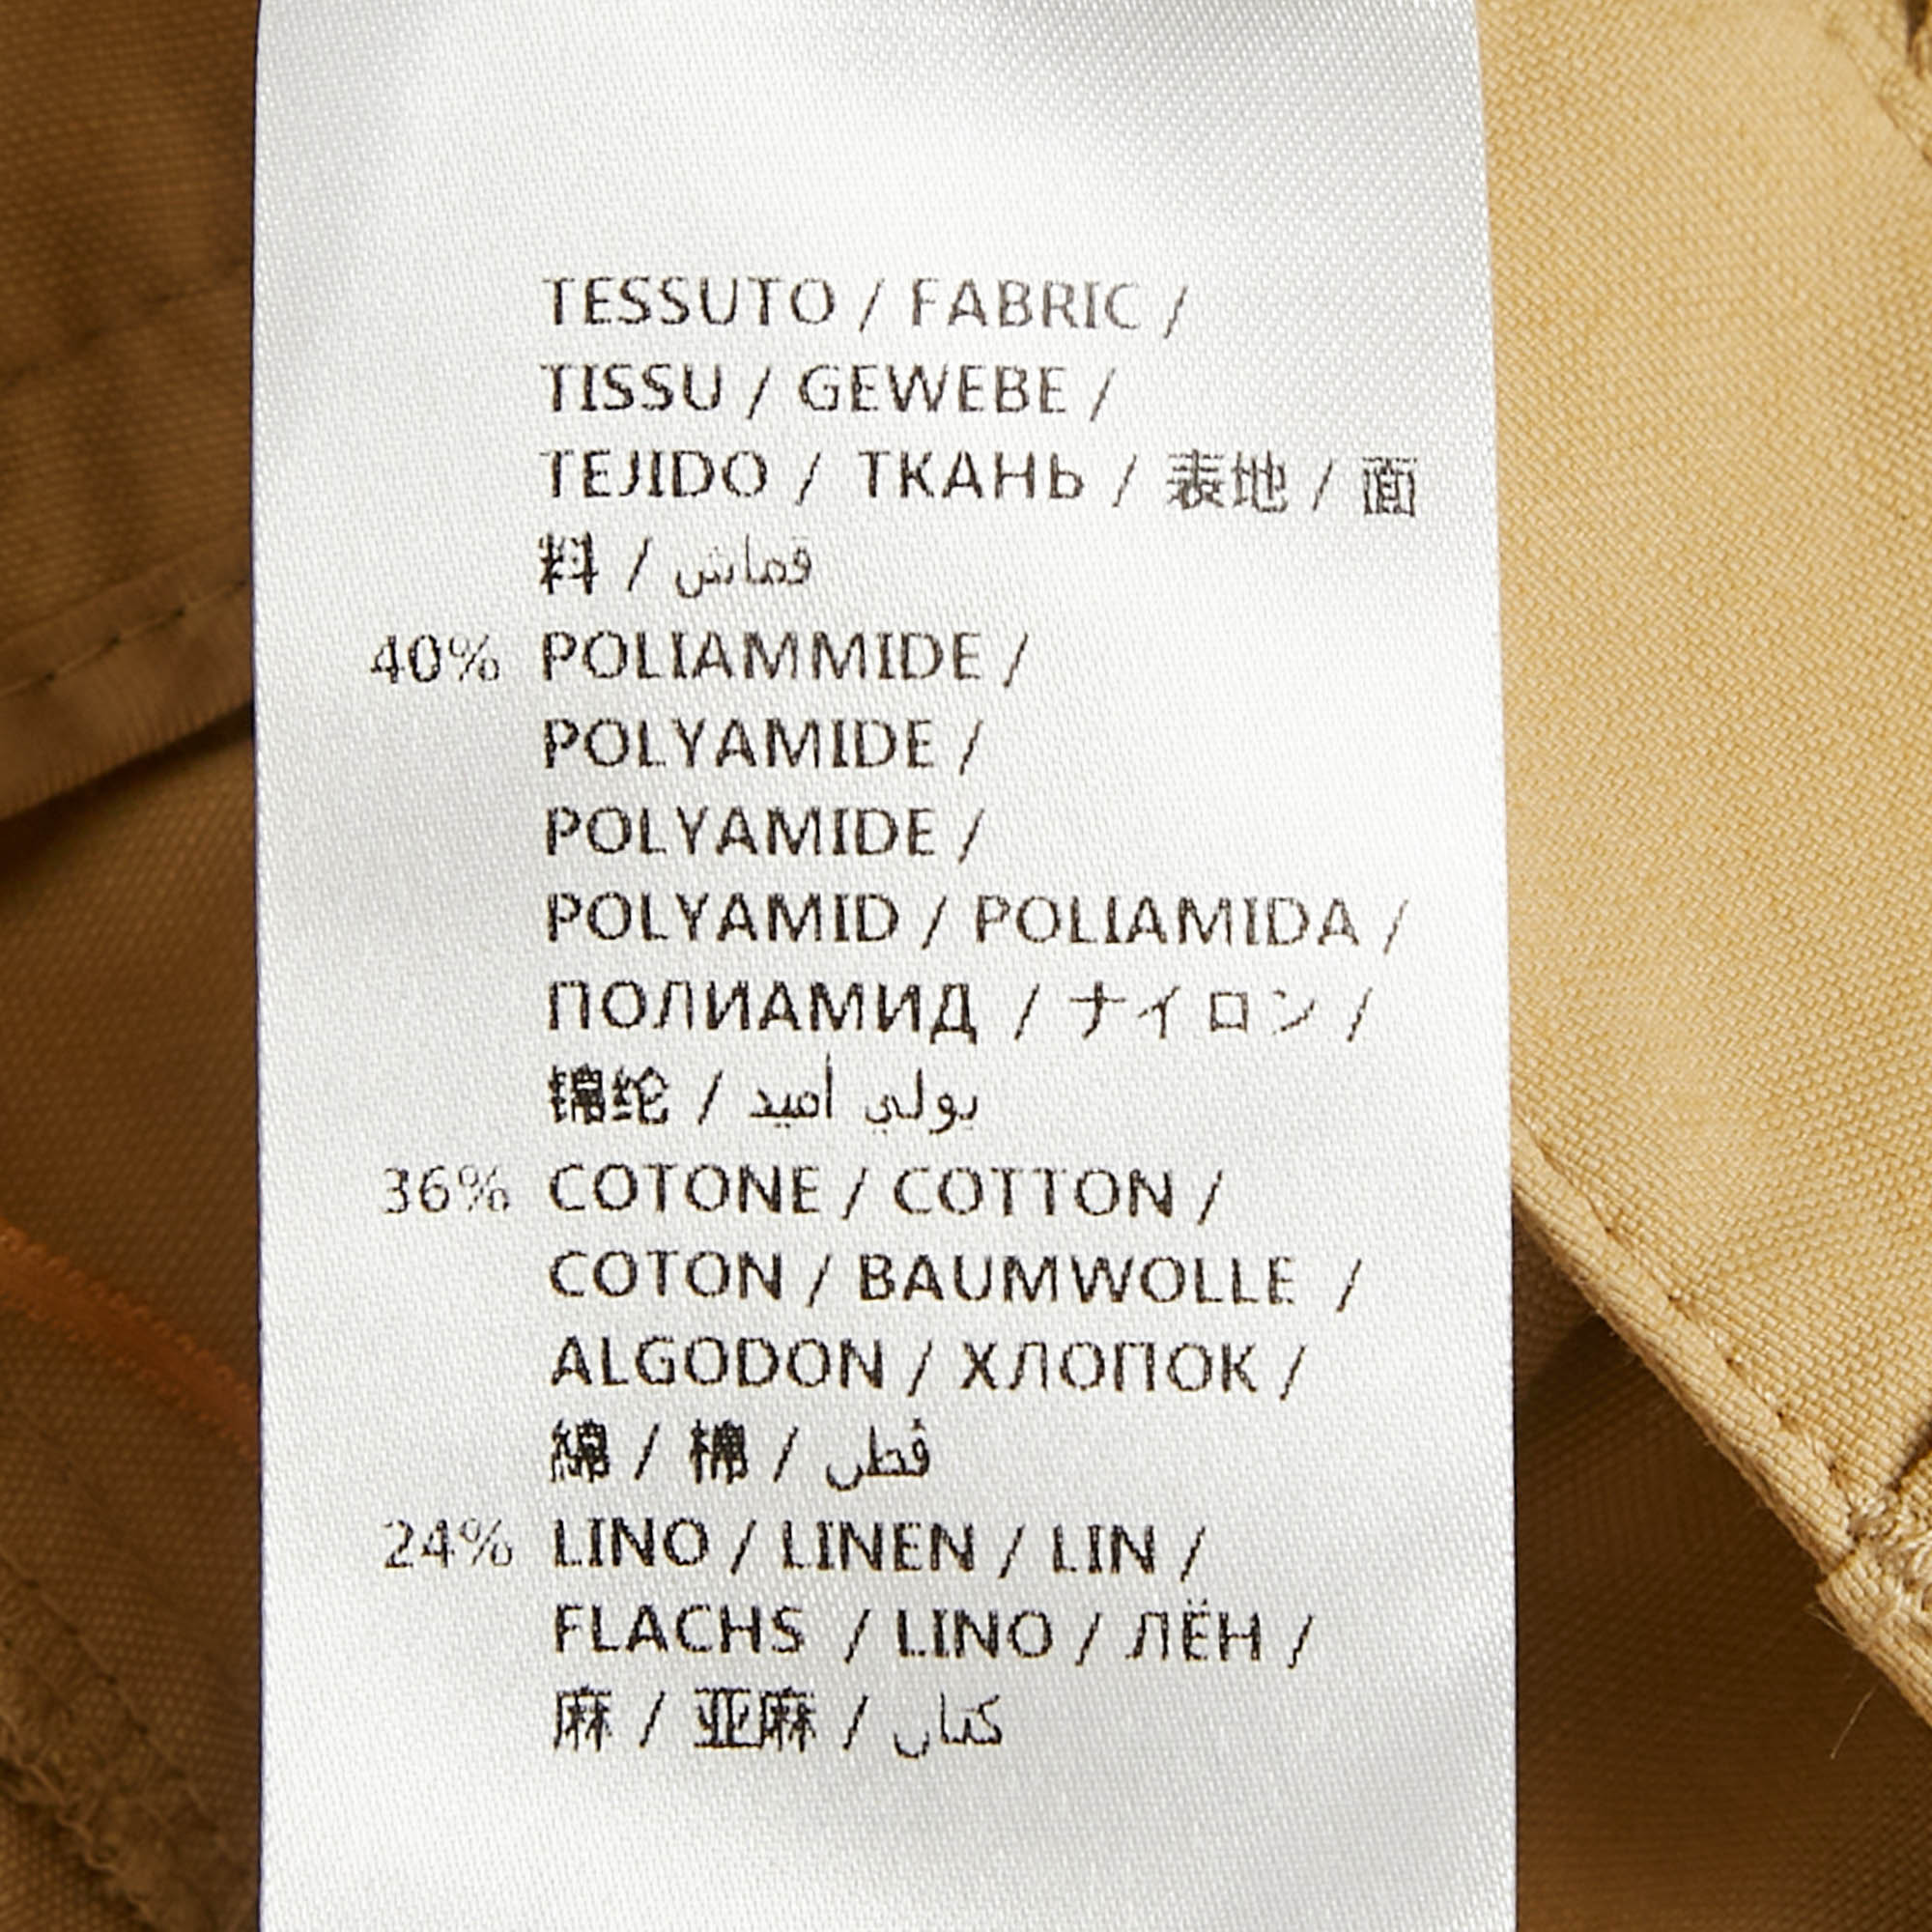 TESSUTO / FABRIC /
TISSU / GEWEBE /
TEJIDO / ТКАНЬ / 表地 / 面
料 / قماش
40% POLIAMMIDE /
POLYAMIDE /
POLYAMIDE /
POLYAMID / POLIAMIDA /
ПОЛИАМИД / ナイロン /
锦纶 / بولي أميد
36% COTONE / COTTON /
COTON / BAUMWOLLE /
ALGODON / ХЛОПОК /
綿 / 棉 / قطن
24% LINO / LINEN / LIN /
FLACHS / LINO / ЛЁН /
麻 / 亚麻 / كتان